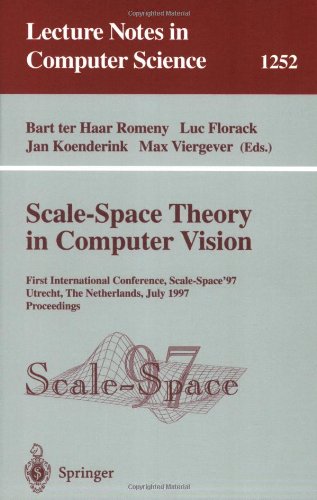 Lecture Notes in
Computer Science 1252
Bart ter Haar Romeny Luc Florack
Jan Koenderink Max Viergever (Eds.)
Scale-Space Theory
in Computer Vision
First International Conference, Scale-Space'97
Utrecht, The Netherlands, July 1997
Proceedings
97
Scale-Space
Springer